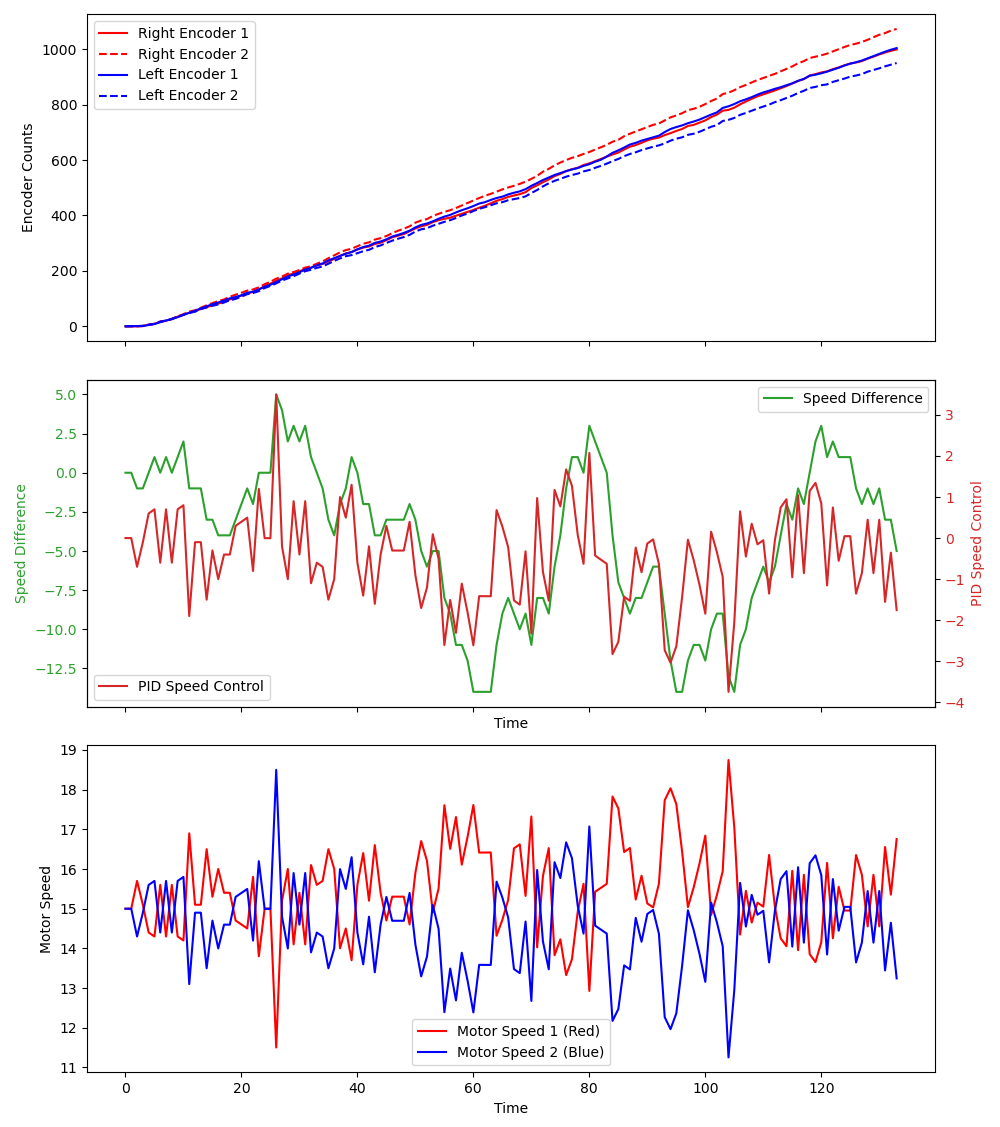 Right Encoder 1
Right Encoder 2
Left Encoder 1
Left Encoder 2
1000
800
600
400
200
0
Encoder Counts
Speed Difference
5.0
2.5
0.0
−2.5
−5.0
−7.5
−10.0
−12.5
Speed Difference
3
2
1
0
−1
−2
−3
−4
PID Speed Control
PID Speed Control
Time
19
18
17
16
15
14
13
12
11
Motor Speed
Motor Speed 1 (Red)
Motor Speed 2 (Blue)
0 20 40 60 80 100 120
Time